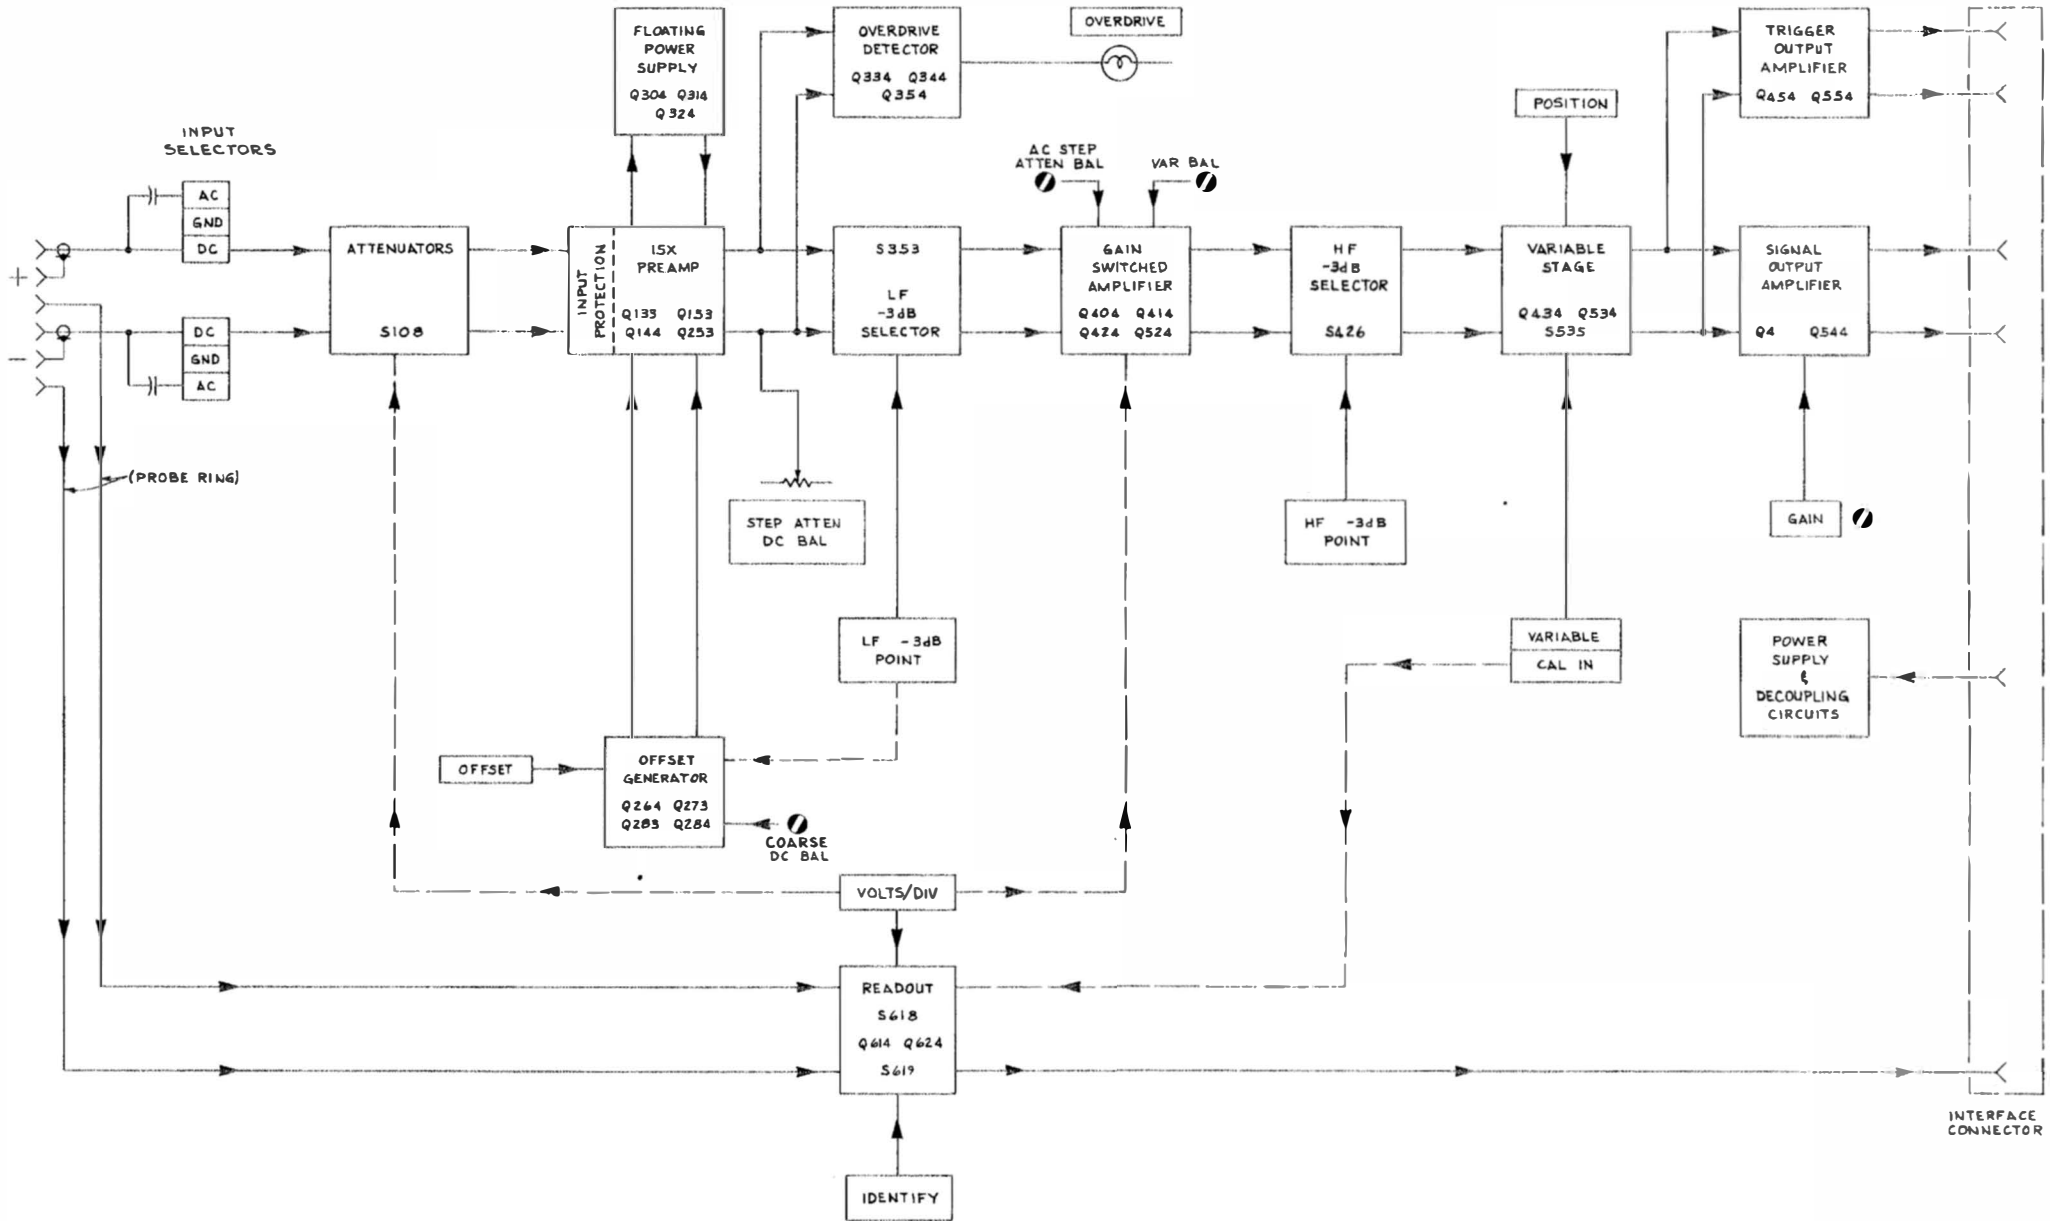 FLOATING
POWER
SUPPLY
Q304 Q314
Q324
OVERDRIVE
DETECTOR
Q334 Q344
Q354
OVERDRIVE
TRIGGER
OUTPUT
AMPLIFIER
Q454 Q554
POSITION
INPUT
SELECTORS
AC
GND
DC
+
-
DC
GND
AC
ATTENUATORS
S108
INPUT
PROTECTION
15X
PREAMP
Q133 Q153
Q144 Q253
S353
LF
-3dB
SELECTOR
AC STEP
ATTEN BAL
VAR BAL
GAIN
SWITCHED
AMPLIFIER
Q404 Q414
Q424 Q524
HF
-3dB
SELECTOR
S426
VARIABLE
STAGE
Q434 Q534
S535
SIGNAL
OUTPUT
AMPLIFIER
Q4 Q544
(PROBE RING)
STEP ATTEN
DC BAL
HF -3dB
POINT
GAIN
LF -3dB
POINT
VARIABLE
CAL IN
POWER
SUPPLY
&
DECOUPLING
CIRCUITS
OFFSET
OFFSET
GENERATOR
Q264 Q273
Q283 Q284
COARSE
DC BAL
VOLTS/DIV
READOUT
S618
Q614 Q624
S619
IDENTIFY
INTERFACE
CONNECTOR